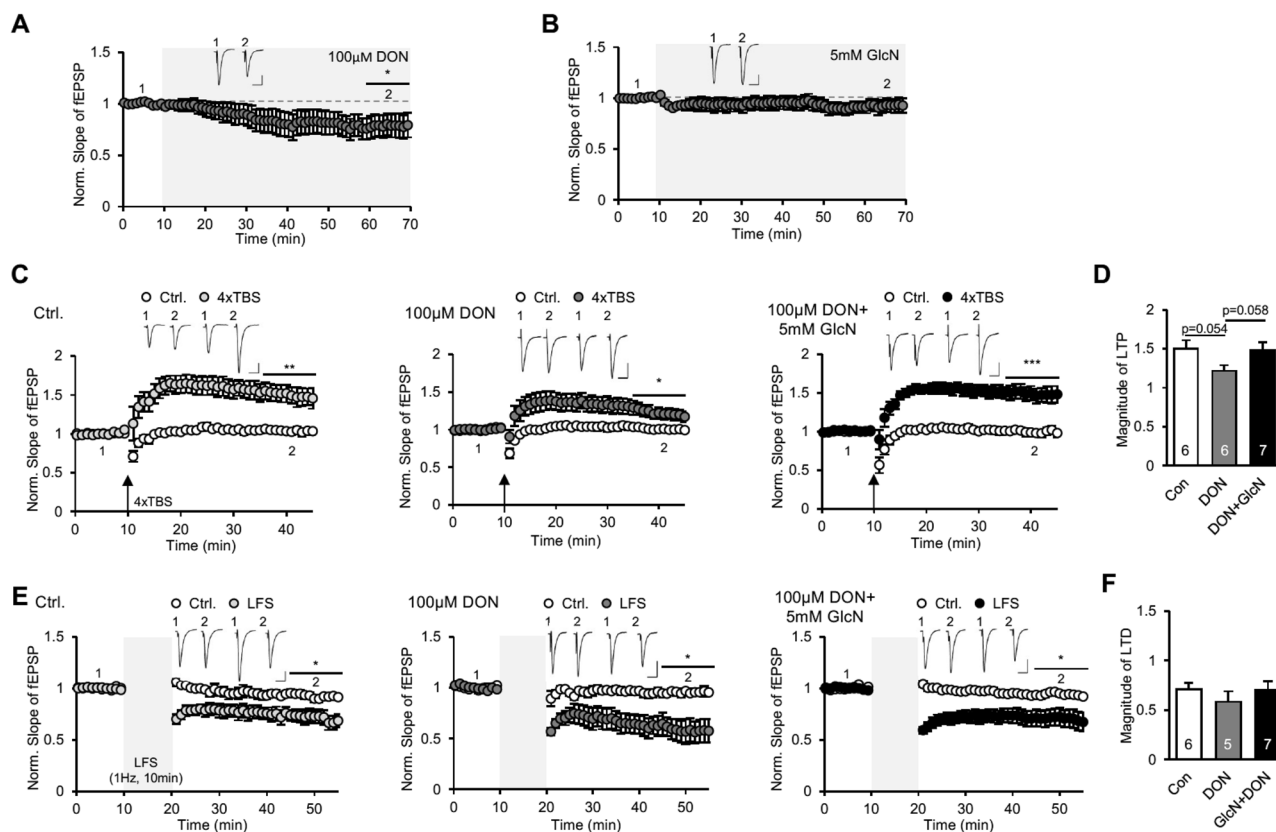 A
1.5
1
0.5
0
Norm. Slope of fEPSP
1 2
100µM DON
*
1
2
0 10 20 30 40 50 60 70
Time (min)
B
1.5
1
0.5
0
Norm. Slope of fEPSP
1 2
5mM GlcN
1
2
0 10 20 30 40 50 60 70
Time (min)
C
Ctrl.
Ctrl. 4xTBS
1 2 1 2
2
1.5
1
0.5
0
Norm. Slope of fEPSP
**
1
2
4xTBS
0 10 20 30 40
Time (min)
100µM DON
Ctrl. 4xTBS
1 2 1 2
2
1.5
1
0.5
0
Norm. Slope of fEPSP
*
1
2
0 10 20 30 40
Time (min)
100µM DON+
5mM GlcN
Ctrl. 4xTBS
1 2 1 2
2
1.5
1
0.5
0
Norm. Slope of fEPSP
***
1
2
0 10 20 30 40
Time (min)
D
2
1.5
1
0.5
0
Magnitude of LTP
p=0.054
p=0.058
6 6 7
Con DON DON+GlcN
E
Ctrl.
Ctrl. LFS
1 2 1 2
1.5
1
0.5
0
Norm. Slope of fEPSP
*
1
2
LFS
(1Hz, 10min)
0 10 20 30 40 50
Time (min)
100µM DON
Ctrl. LFS
1 2 1 2
1.5
1
0.5
0
Norm. Slope of fEPSP
*
1
2
0 10 20 30 40 50
Time (min)
100µM DON+
5mM GlcN
Ctrl. LFS
1 2 1 2
1.5
1
0.5
0
Norm. Slope of fEPSP
*
1
2
0 10 20 30 40 50
Time (min)
F
1.5
1
0.5
0
Magnitude of LTD
6 5 7
Con DON GlcN+DON